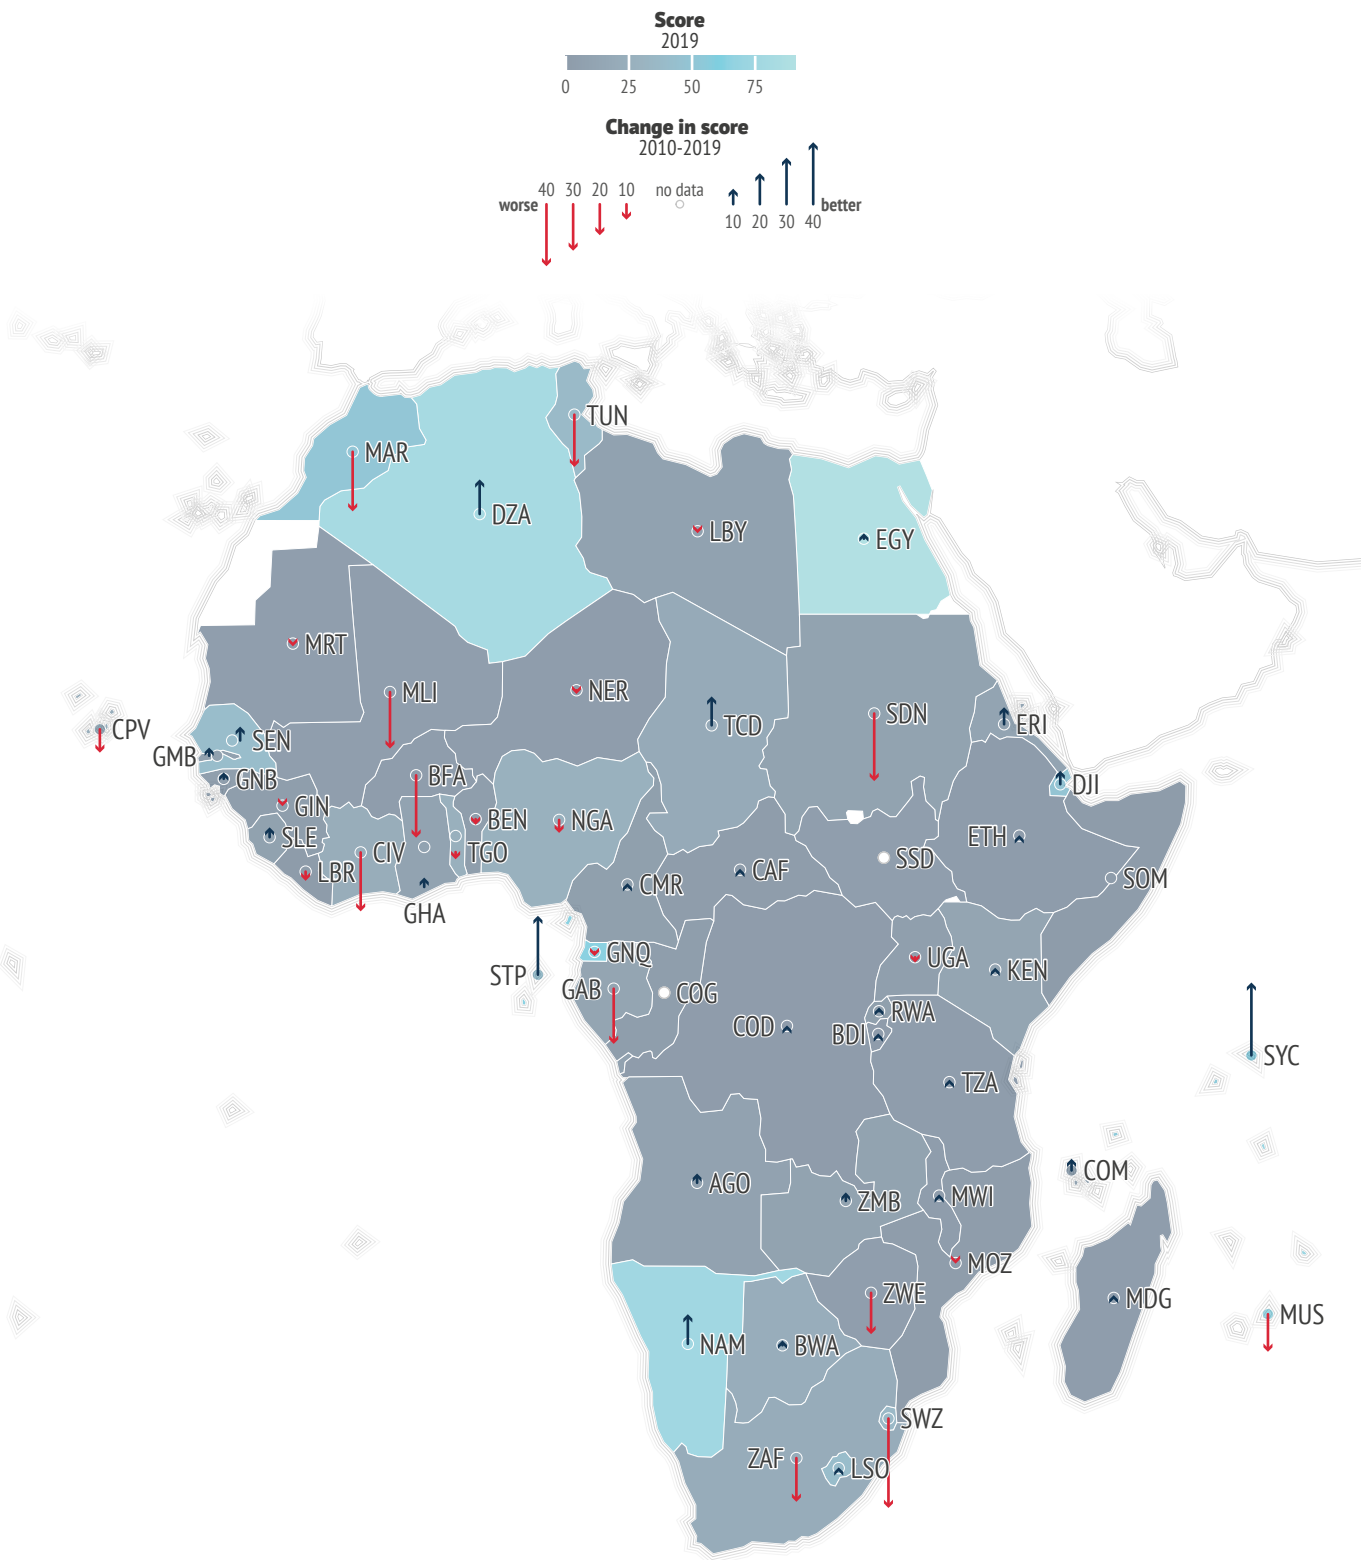 Score
2019
0 25 50 75
Change in score
2010-2019
40 30 20 10 no data
worse better
10 20 30 40
TUN
MAR
DZA
LBY
EGY
MRT
MLI
NER
SDN
TCD
ERI
CPV
SEN
GMB
GNB
BFA
DJI
GIN
BEN
NGA
SLE
ETH
CIV
TGO
SSD
LBR
CAF
SOM
CMR
GHA
GNQ
UGA
KEN
STP
GAB
COG
RWA
COD
BDI
SYC
TZA
COM
AGO
MWI
ZMB
MOZ
ZWE
MDG
MUS
NAM
BWA
SWZ
ZAF
LSO